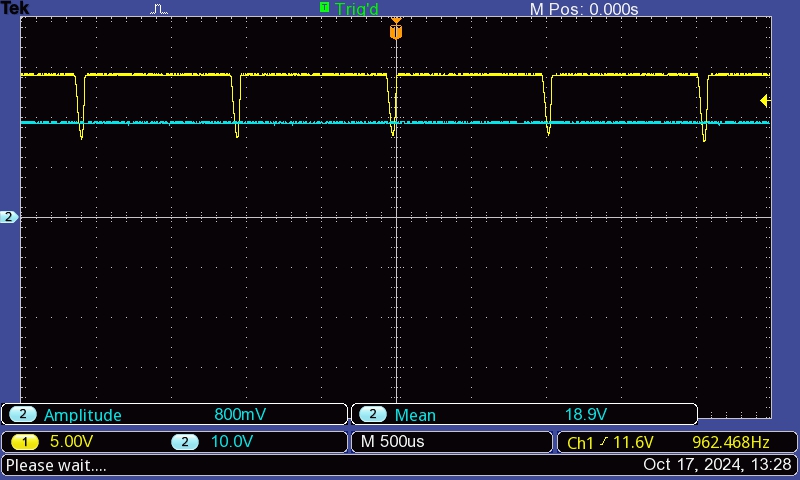 Tek T Trig'd M Pos: 0.000s
T
2
2 Amplitude 800mV 2 Mean 18.9V
1 5.00V 2 10.0V M 500us Ch1 11.6V 962.468Hz
Please wait.... Oct 17, 2024, 13:28